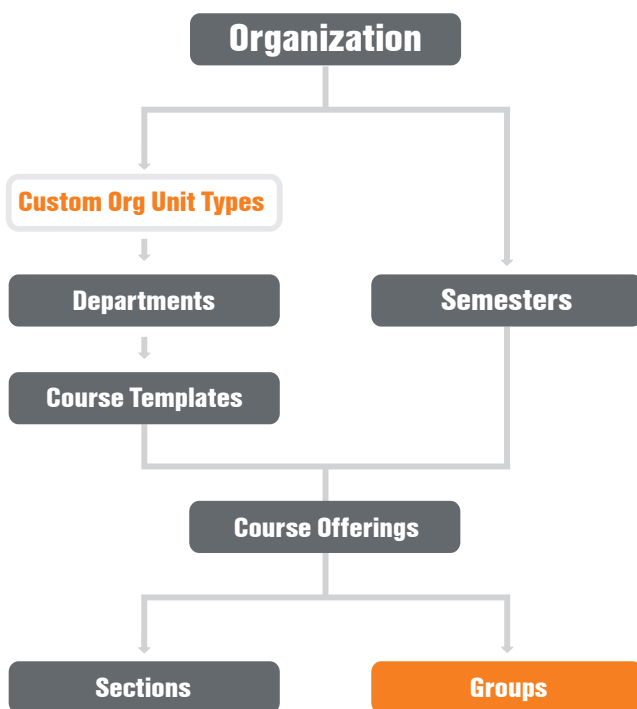 Organization
Custom Org Unit Types
Departments
Semesters
Course Templates
Course Offerings
Sections
Groups